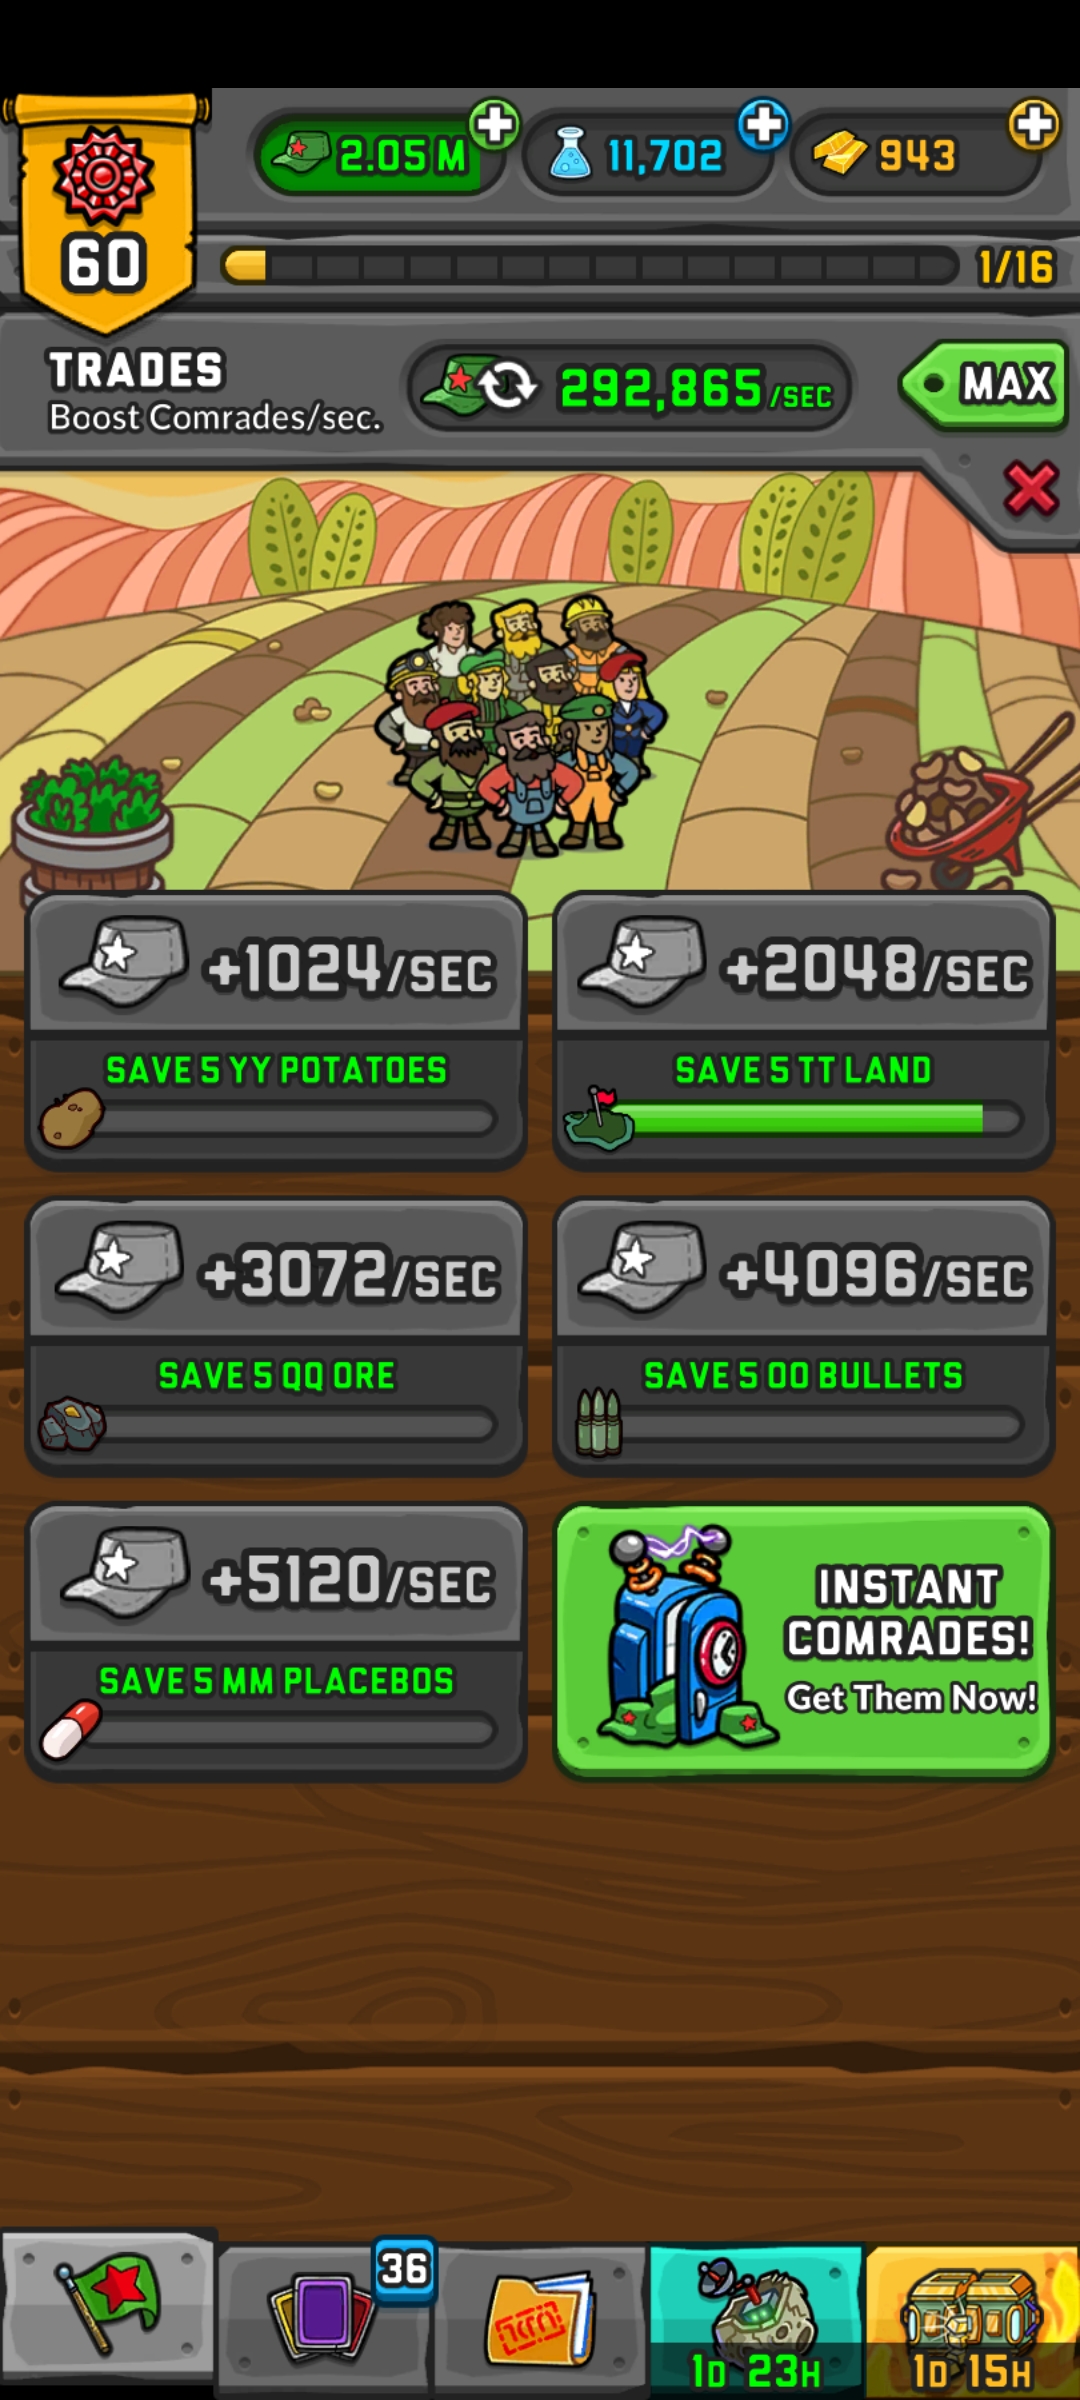 2.05 M
11,702
943
60
1/16
TRADES
Boost Comrades/sec.
292,865/SEC
MAX
+1024/SEC
SAVE 5 YY POTATOES
+2048/SEC
SAVE 5 TT LAND
+3072/SEC
SAVE 5 QQ ORE
+4096/SEC
SAVE 5 OO BULLETS
+5120/SEC
SAVE 5 MM PLACEBOS
INSTANT
COMRADES!
Get Them Now!
36
1D 23H
1D 15H